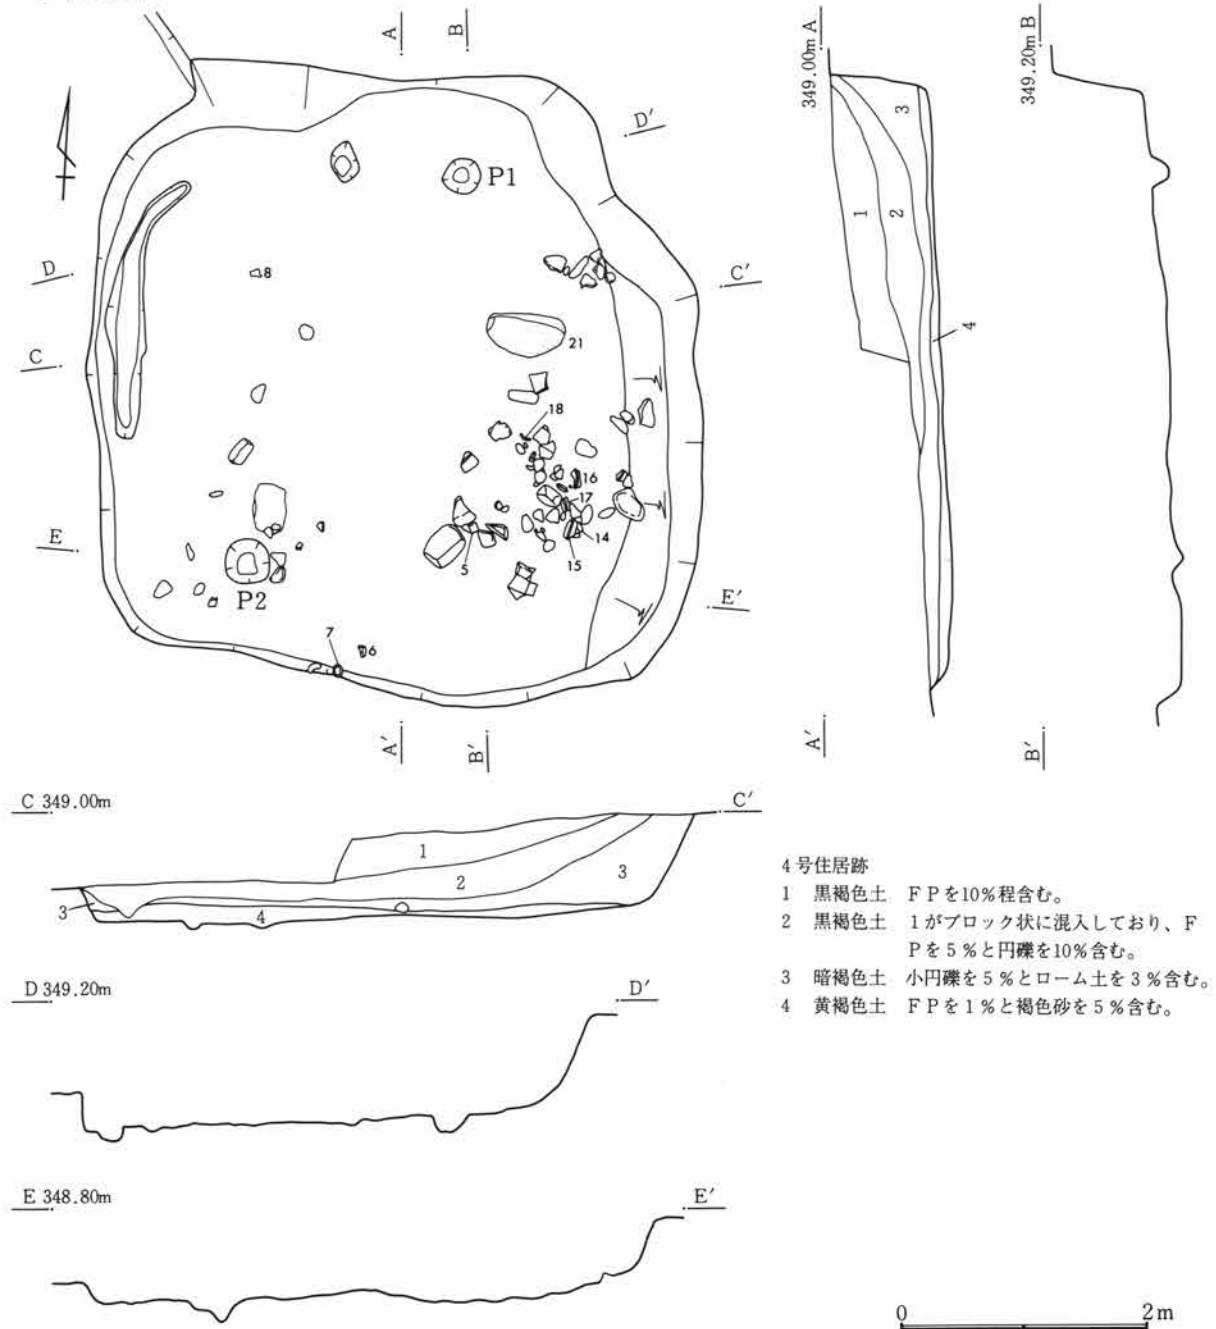 A
B
349.00m A
349.20m B
D'
P1
3
1
2
D
8
C'
4
21
C
18
16
17
14
E
5
15
P2
E'
7
6
A'
B'
A'
B'
C 349.00m
C'
1
2
3
3
4
4号住居跡
1 黒褐色土 FPを10%程含む。
2 黒褐色土 1がブロック状に混入しており、F
Pを5%と円礫を10%含む。
3 暗褐色土 小円礫を5%とローム土を3%含む。
4 黄褐色土 FPを1%と褐色砂を5%含む。
D 349.20m
D'
E 348.80m
E'
0 2m